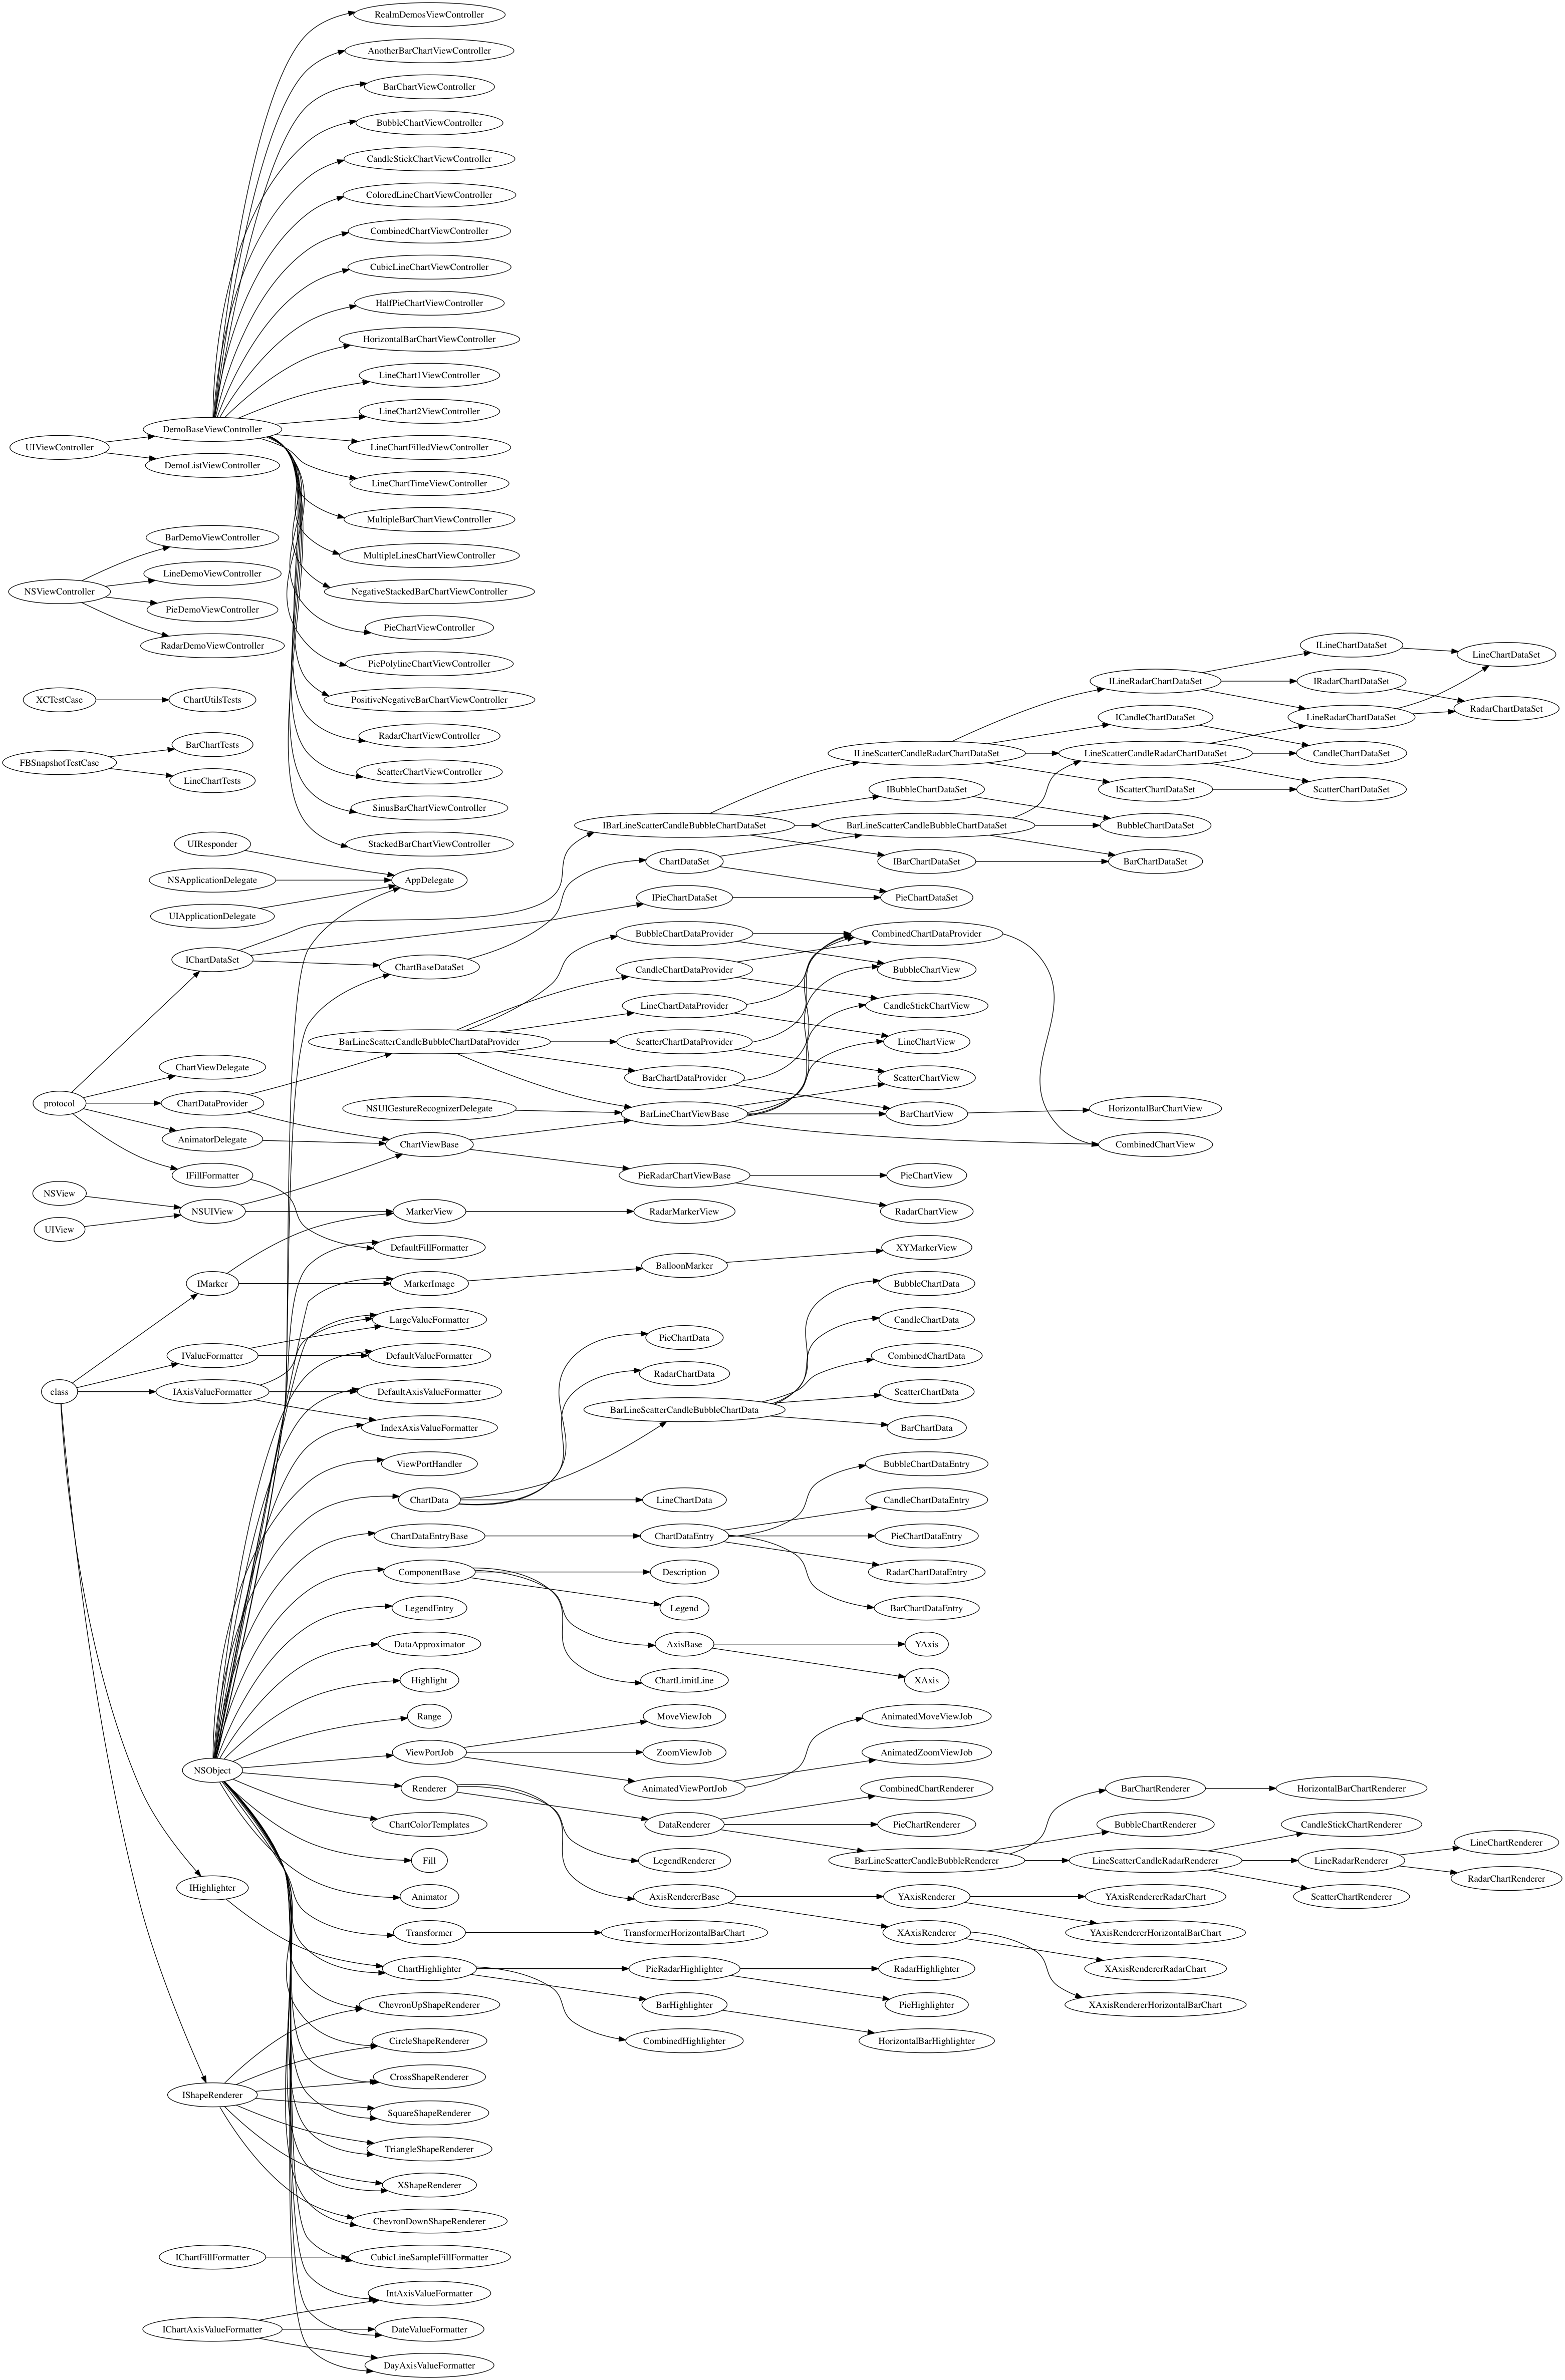 RealmDemosViewController
AnotherBarChartViewController
BarChartViewController
BubbleChartViewController
CandleStickChartViewController
ColoredLineChartViewController
CombinedChartViewController
CubicLineChartViewController
HalfPieChartViewController
HorizontalBarChartViewController
LineChart1ViewController
LineChart2ViewController
DemoBaseViewController
UIViewController
LineChartFilledViewController
DemoListViewController
LineChartTimeViewController
MultipleBarChartViewController
BarDemoViewController
MultipleLinesChartViewController
LineDemoViewController
NSViewController
NegativeStackedBarChartViewController
PieDemoViewController
PieChartViewController
RadarDemoViewController
ILineChartDataSet
LineChartDataSet
PiePolylineChartViewController
ILineRadarChartDataSet
IRadarChartDataSet
XCTestCase
ChartUtilsTests
PositiveNegativeBarChartViewController
RadarChartDataSet
ICandleChartDataSet
LineRadarChartDataSet
RadarChartViewController
BarChartTests
ILineScatterCandleRadarChartDataSet
LineScatterCandleRadarChartDataSet
CandleChartDataSet
FBSnapshotTestCase
ScatterChartViewController
LineChartTests
IBubbleChartDataSet
IScatterChartDataSet
ScatterChartDataSet
SinusBarChartViewController
IBarLineScatterCandleBubbleChartDataSet
BarLineScatterCandleBubbleChartDataSet
BubbleChartDataSet
UIResponder
StackedBarChartViewController
ChartDataSet
IBarChartDataSet
BarChartDataSet
NSApplicationDelegate
AppDelegate
IPieChartDataSet
PieChartDataSet
UIApplicationDelegate
BubbleChartDataProvider
CombinedChartDataProvider
IChartDataSet
ChartBaseDataSet
CandleChartDataProvider
BubbleChartView
LineChartDataProvider
CandleStickChartView
BarLineScatterCandleBubbleChartDataProvider
ScatterChartDataProvider
LineChartView
ChartViewDelegate
BarChartDataProvider
ScatterChartView
protocol
ChartDataProvider
NSUIGestureRecognizerDelegate
BarLineChartViewBase
BarChartView
HorizontalBarChartView
AnimatorDelegate
ChartViewBase
CombinedChartView
IFillFormatter
PieRadarChartViewBase
PieChartView
NSView
NSUIView
MarkerView
RadarMarkerView
RadarChartView
UIView
DefaultFillFormatter
XYMarkerView
BalloonMarker
IMarker
MarkerImage
BubbleChartData
LargeValueFormatter
CandleChartData
PieChartData
IValueFormatter
DefaultValueFormatter
CombinedChartData
RadarChartData
class
IAxisValueFormatter
DefaultAxisValueFormatter
ScatterChartData
BarLineScatterCandleBubbleChartData
IndexAxisValueFormatter
BarChartData
ViewPortHandler
BubbleChartDataEntry
ChartData
LineChartData
CandleChartDataEntry
ChartDataEntryBase
ChartDataEntry
PieChartDataEntry
ComponentBase
Description
RadarChartDataEntry
LegendEntry
Legend
BarChartDataEntry
DataApproximator
AxisBase
YAxis
Highlight
ChartLimitLine
XAxis
Range
MoveViewJob
AnimatedMoveViewJob
ViewPortJob
ZoomViewJob
AnimatedZoomViewJob
NSObject
Renderer
AnimatedViewPortJob
CombinedChartRenderer
BarChartRenderer
HorizontalBarChartRenderer
ChartColorTemplates
DataRenderer
PieChartRenderer
BubbleChartRenderer
CandleStickChartRenderer
LineChartRenderer
Fill
LegendRenderer
BarLineScatterCandleBubbleRenderer
LineScatterCandleRadarRenderer
LineRadarRenderer
RadarChartRenderer
IHighlighter
Animator
AxisRendererBase
YAxisRenderer
YAxisRendererRadarChart
ScatterChartRenderer
Transformer
TransformerHorizontalBarChart
XAxisRenderer
YAxisRendererHorizontalBarChart
ChartHighlighter
PieRadarHighlighter
RadarHighlighter
XAxisRendererRadarChart
ChevronUpShapeRenderer
BarHighlighter
PieHighlighter
XAxisRendererHorizontalBarChart
CircleShapeRenderer
CombinedHighlighter
HorizontalBarHighlighter
CrossShapeRenderer
IShapeRenderer
SquareShapeRenderer
TriangleShapeRenderer
XShapeRenderer
ChevronDownShapeRenderer
IChartFillFormatter
CubicLineSampleFillFormatter
IntAxisValueFormatter
IChartAxisValueFormatter
DateValueFormatter
DayAxisValueFormatter